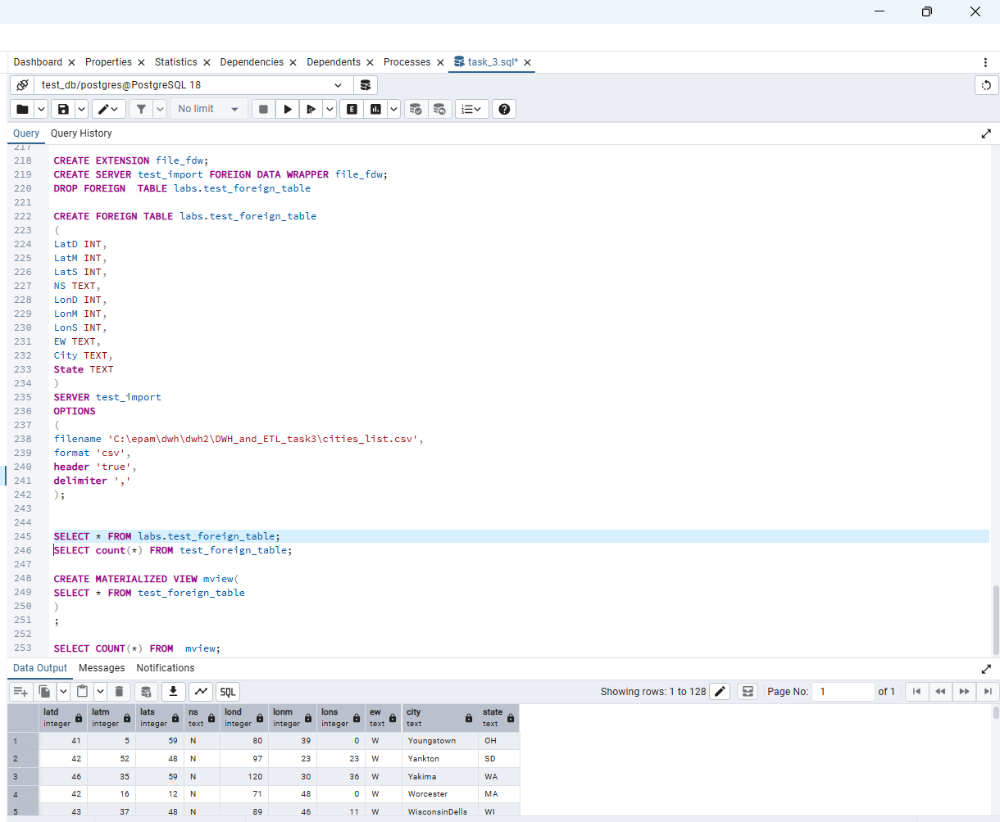 Dashboard Properties Statistics Dependencies Dependents Processes task_3.sql*
test_db/postgres@PostgreSQL 18
No limit
Query Query History
217
218 CREATE EXTENSION file_fdw;
219 CREATE SERVER test_import FOREIGN DATA WRAPPER file_fdw;
220 DROP FOREIGN  TABLE labs.test_foreign_table
221
222 CREATE FOREIGN TABLE labs.test_foreign_table
223 (
224 LatD INT,
225 LatM INT,
226 LatS INT,
227 NS TEXT,
228 LonD INT,
229 LonM INT,
230 LonS INT,
231 EW TEXT,
232 City TEXT,
233 State TEXT
234 )
235 SERVER test_import
236 OPTIONS
237 (
238 filename 'C:\epam\dwh\dwh2\DWH_and_ETL_task3\cities_list.csv',
239 format 'csv',
240 header 'true',
241 delimiter ','
242 );
243
244
245 SELECT * FROM labs.test_foreign_table;
246 SELECT count(*) FROM test_foreign_table;
247
248 CREATE MATERIALIZED VIEW mview(
249 SELECT * FROM test_foreign_table
250 )
251 ;
252
253 SELECT COUNT(*) FROM  mview;
Data Output Messages Notifications
SQL Showing rows: 1 to 128 Page No: 1 of 1
latd latm lats ns lond lonm lons ew city state
integer integer integer text integer integer integer text text text
1 41 5 59 N 80 39 0 W Youngstown OH
2 42 52 48 N 97 23 23 W Yankton SD
3 46 35 59 N 120 30 36 W Yakima WA
4 42 16 12 N 71 48 0 W Worcester MA
5 43 37 48 N 89 46 11 W WisconsinDells WI